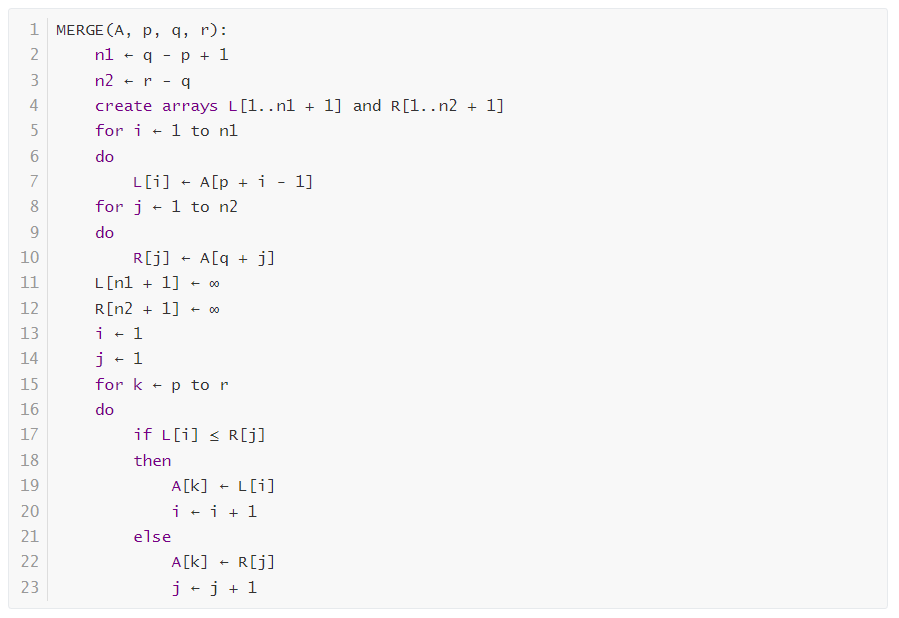 1 MERGE(A, p, q, r):
2     n1 ← q - p + 1
3     n2 ← r - q
4     create arrays L[1..n1 + 1] and R[1..n2 + 1]
5     for i ← 1 to n1
6     do
7         L[i] ← A[p + i - 1]
8     for j ← 1 to n2
9     do
10         R[j] ← A[q + j]
11     L[n1 + 1] ← ∞
12     R[n2 + 1] ← ∞
13     i ← 1
14     j ← 1
15     for k ← p to r
16     do
17         if L[i] ≤ R[j]
18         then
19             A[k] ← L[i]
20             i ← i + 1
21         else
22             A[k] ← R[j]
23             j ← j + 1